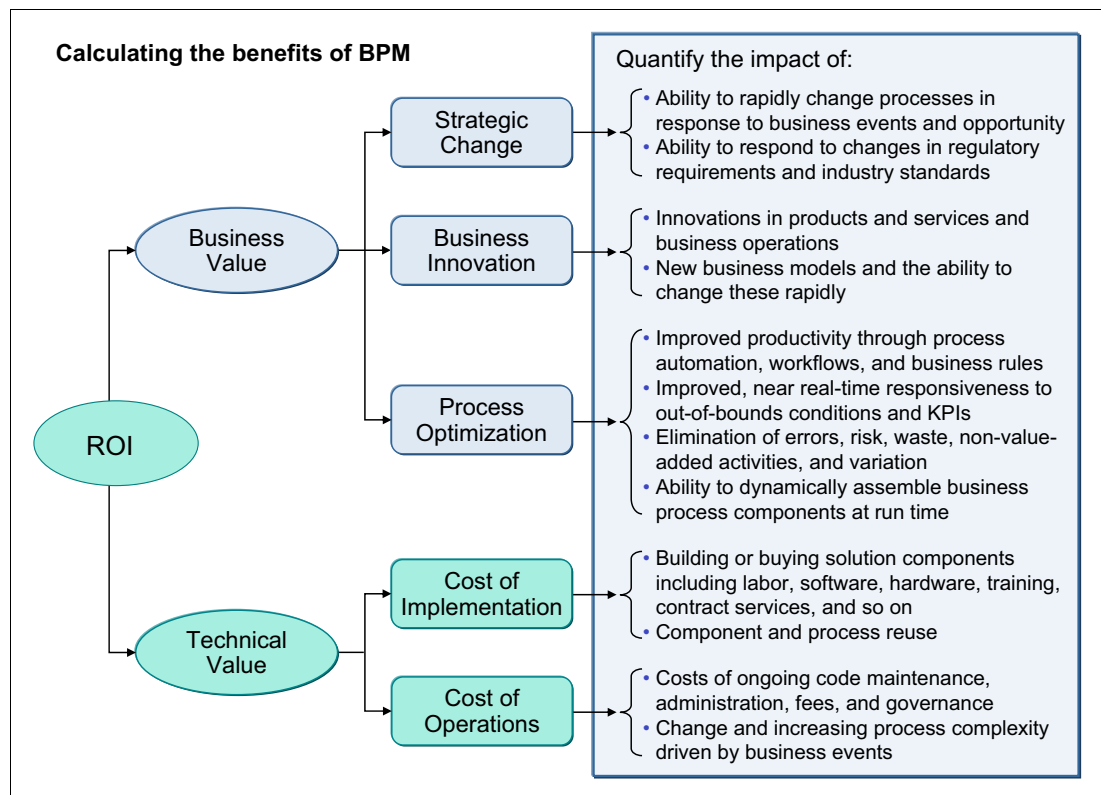 Calculating the benefits of BPM
Quantify the impact of:
ROI
Business
Value
Strategic
Change
• Ability to rapidly change processes in
response to business events and opportunity
• Ability to respond to changes in regulatory
requirements and industry standards
Business
Innovation
• Innovations in products and services and
business operations
• New business models and the ability to
change these rapidly
Process
Optimization
• Improved productivity through process
automation, workflows, and business rules
• Improved, near real-time responsiveness to
out-of-bounds conditions and KPIs
• Elimination of errors, risk, waste, non-value-
added activities, and variation
• Ability to dynamically assemble business
process components at run time
Technical
Value
Cost of
Implementation
• Building or buying solution components
including labor, software, hardware, training,
contract services, and so on
• Component and process reuse
Cost of
Operations
• Costs of ongoing code maintenance,
administration, fees, and governance
• Change and increasing process complexity
driven by business events